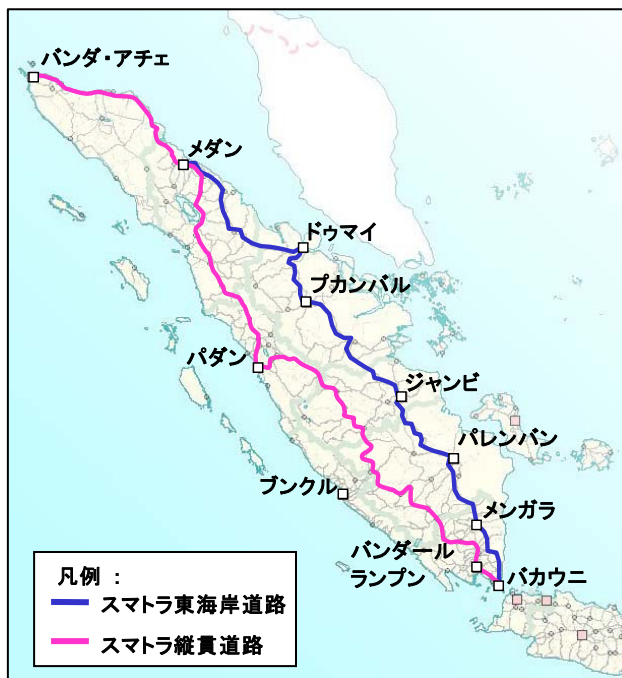 バンダ・アチェ
メダン
ドゥマイ
プカンバル
パダン
ジャンビ
パレンバン
ブンクル
メンガラ
バンダール
ランプン
バカウニ
凡例 :
スマトラ東海岸道路
スマトラ縦貫道路